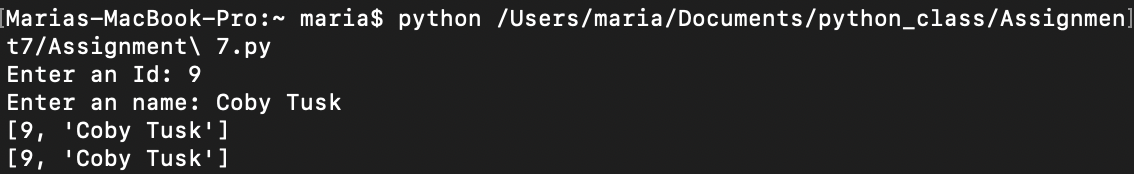 [Marias-MacBook-Pro:~ maria$ python /Users/maria/Documents/python_class/Assignmen]
t7/Assignment\ 7.py
Enter an Id: 9
Enter an name: Coby Tusk
[9, 'Coby Tusk']
[9, 'Coby Tusk']